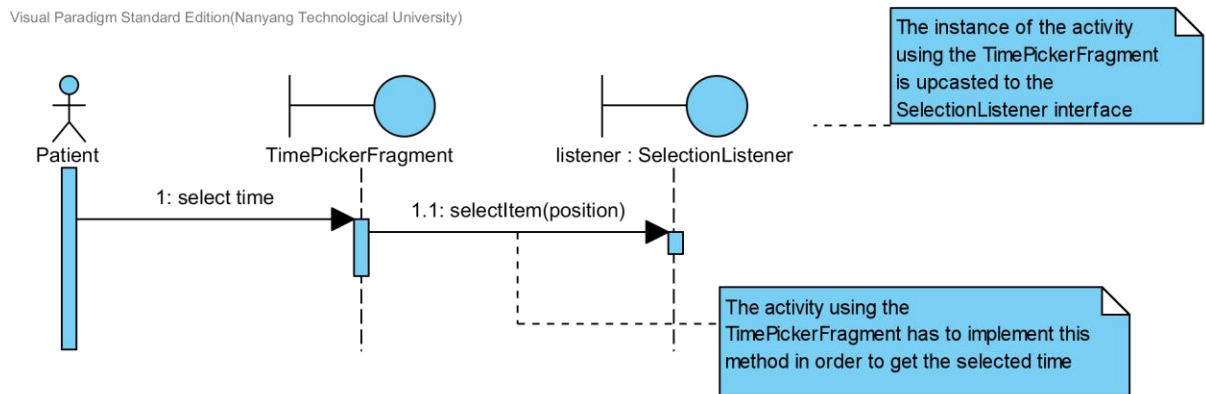 Visual Paradigm Standard Edition(Nanyang Technological University)
The instance of the activity
using the TimePickerFragment
is upcasted to the
SelectionListener interface
Patient
TimePickerFragment
listener : SelectionListener
1: select time
1.1: selectItem(position)
The activity using the
TimePickerFragment has to implement this
method in order to get the selected time